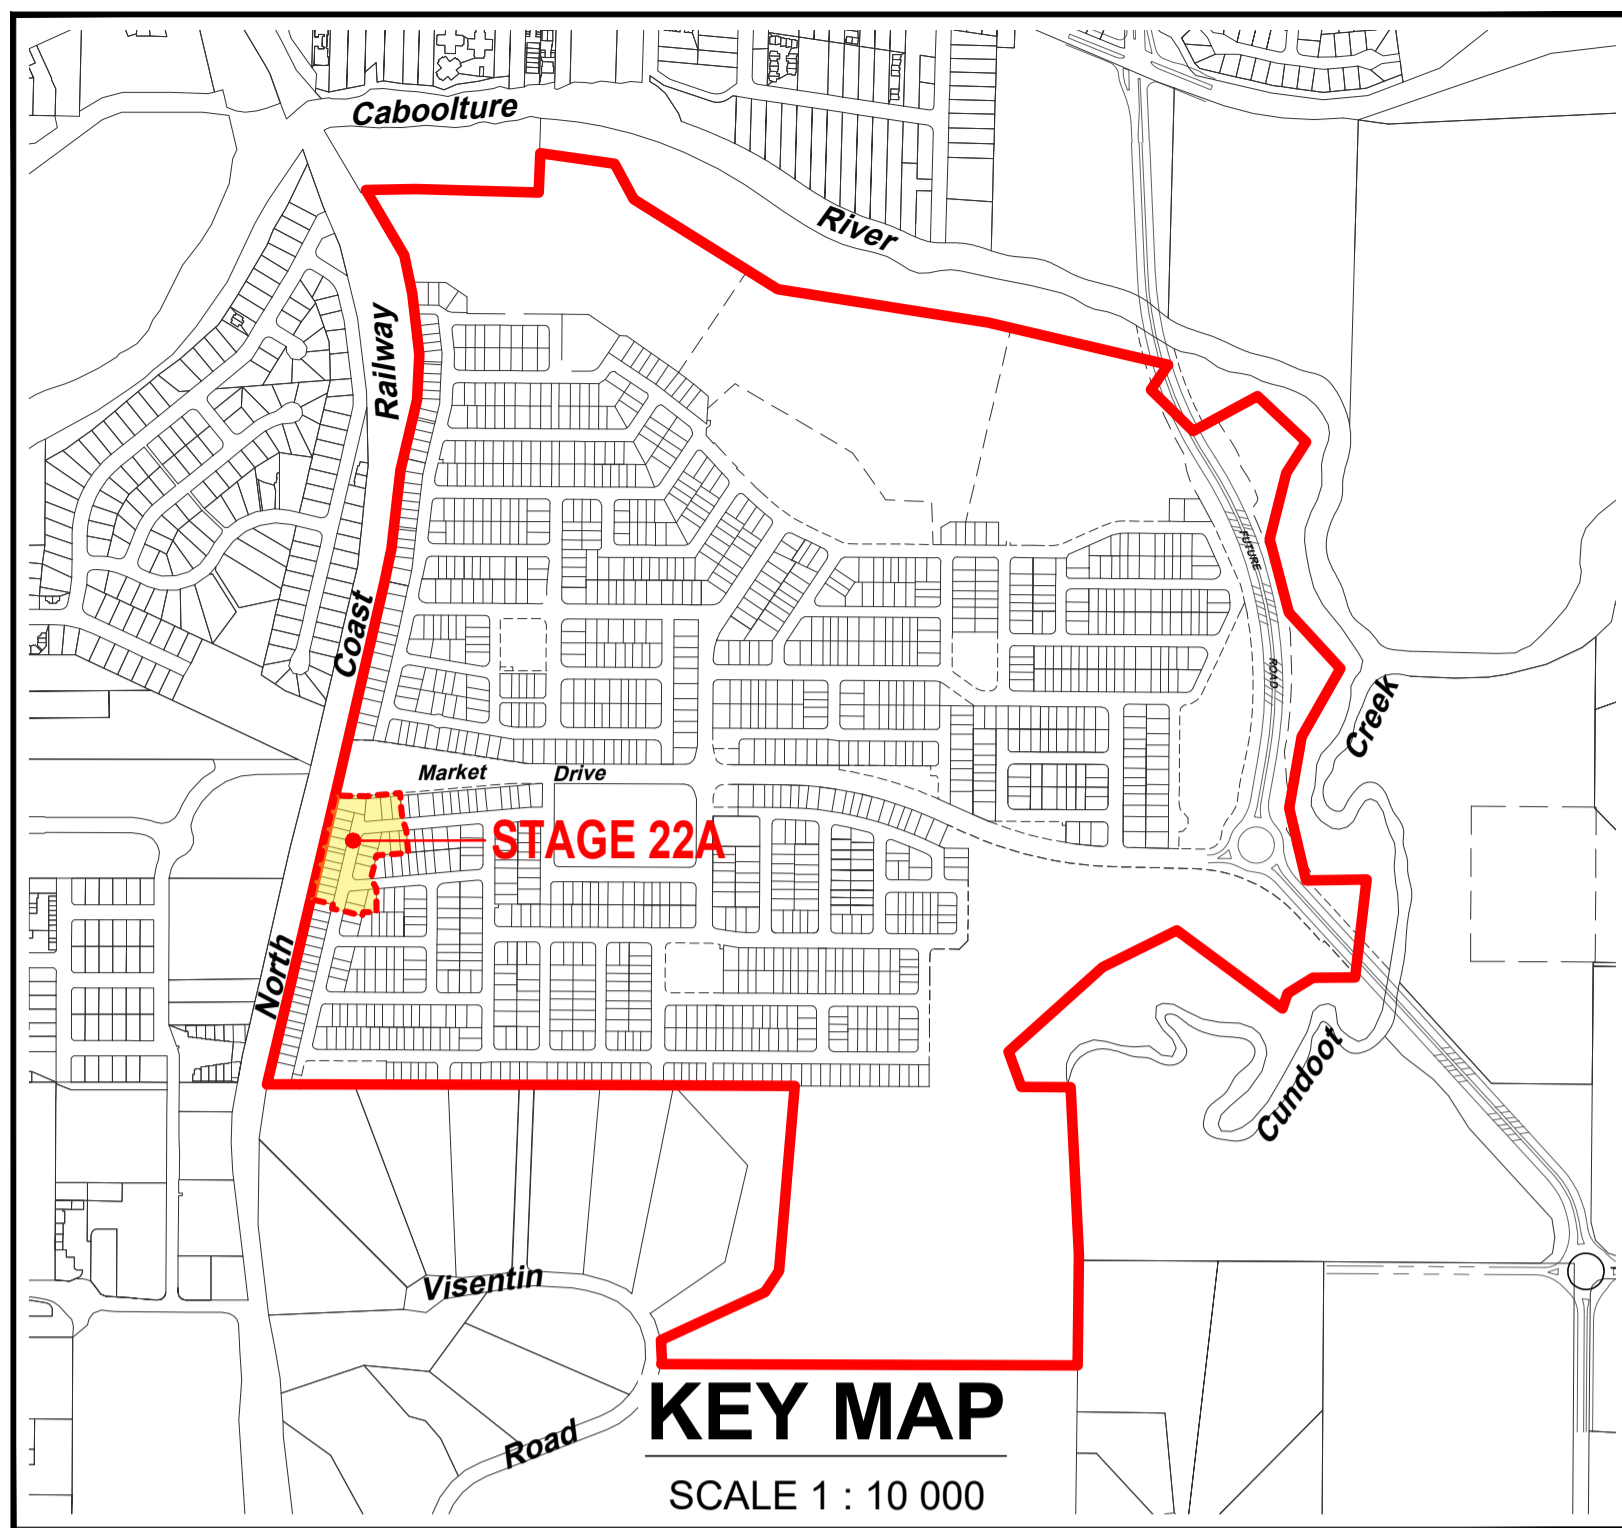 Caboolture
River
Railway
Coast
North
FUTURE
ROAD
Creek
Market Drive
STAGE 22A
Cundoot
Visentin
Road
KEY MAP
SCALE 1 : 10 000